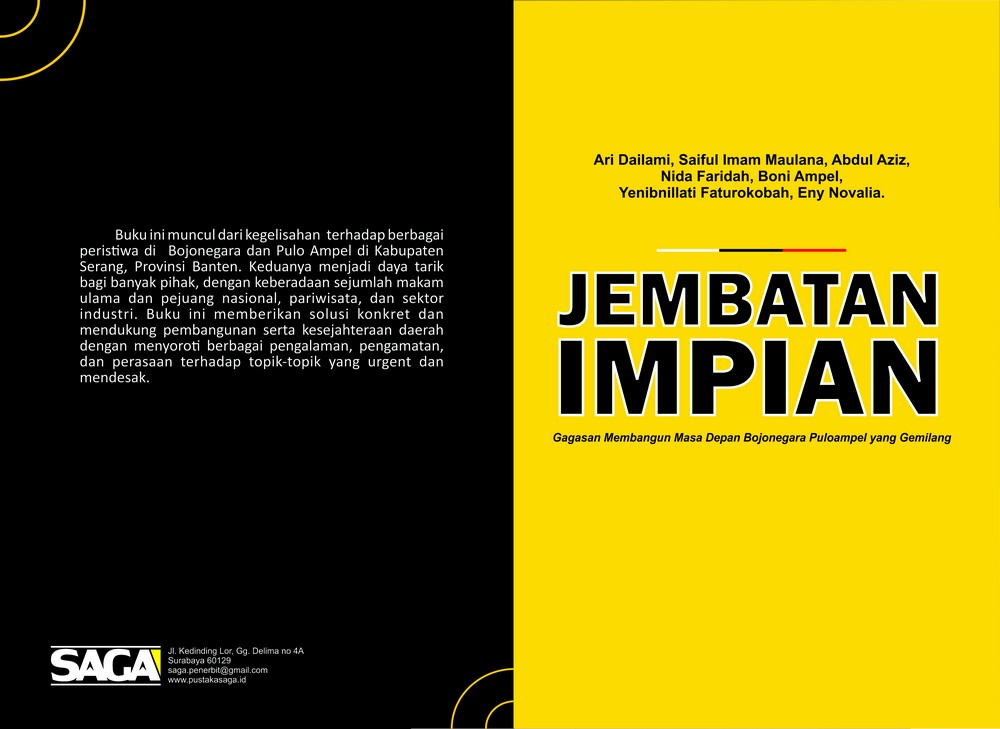 Buku ini muncul dari kegelisahan terhadap berbagai
peristiwa di Bojonegara dan Pulo Ampel di Kabupaten
Serang, Provinsi Banten. Keduanya menjadi daya tarik
bagi banyak pihak, dengan keberadaan sejumlah makam
ulama dan pejuang nasional, pariwisata, dan sektor
industri. Buku ini memberikan solusi konkret dan
mendukung pembangunan serta kesejahteraan daerah
dengan menyoroti berbagai pengalaman, pengamatan,
dan perasaan terhadap topik-topik yang urgent dan
mendesak.
SAGA
Jl. Kedinding Lor, Gg. Delima no 4A
Surabaya 60129
saga.penerbit@gmail.com
www.pustakasaga.id
Ari Dailami, Saiful Imam Maulana, Abdul Aziz,
Nida Faridah, Boni Ampel,
Yenibnillati Faturokobah, Eny Novalia.
JEMBATAN
IMPIAN
Gagasan Membangun Masa Depan Bojonegara Puloampel yang Gemilang